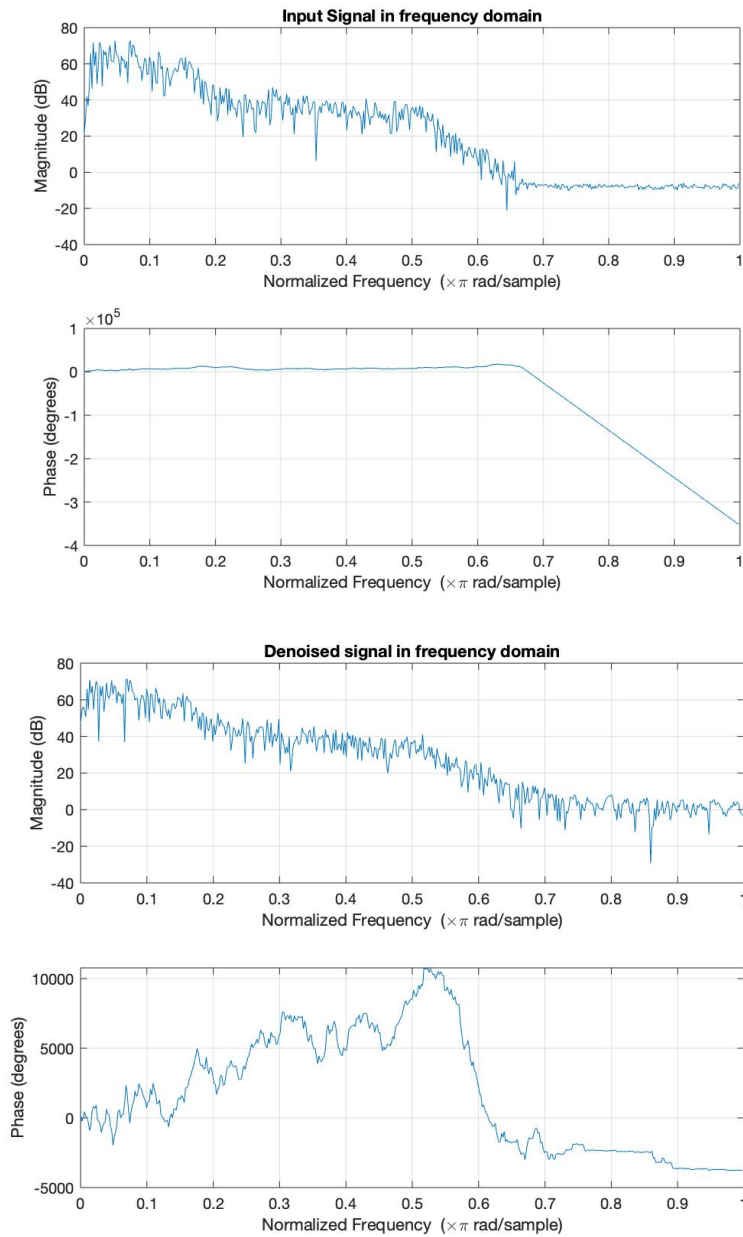 Input Signal in frequency domain
80
60
40
20
0
-20
-40
Magnitude (dB)
0 0.1 0.2 0.3 0.4 0.5 0.6 0.7 0.8 0.9 1
Normalized Frequency (×π rad/sample)
×10⁵
1
0
-1
-2
-3
-4
Phase (degrees)
0 0.1 0.2 0.3 0.4 0.5 0.6 0.7 0.8 0.9 1
Normalized Frequency (×π rad/sample)
Denoised signal in frequency domain
80
60
40
20
0
-20
-40
Magnitude (dB)
0 0.1 0.2 0.3 0.4 0.5 0.6 0.7 0.8 0.9 1
Normalized Frequency (×π rad/sample)
10000
5000
0
-5000
Phase (degrees)
0 0.1 0.2 0.3 0.4 0.5 0.6 0.7 0.8 0.9 1
Normalized Frequency (×π rad/sample)